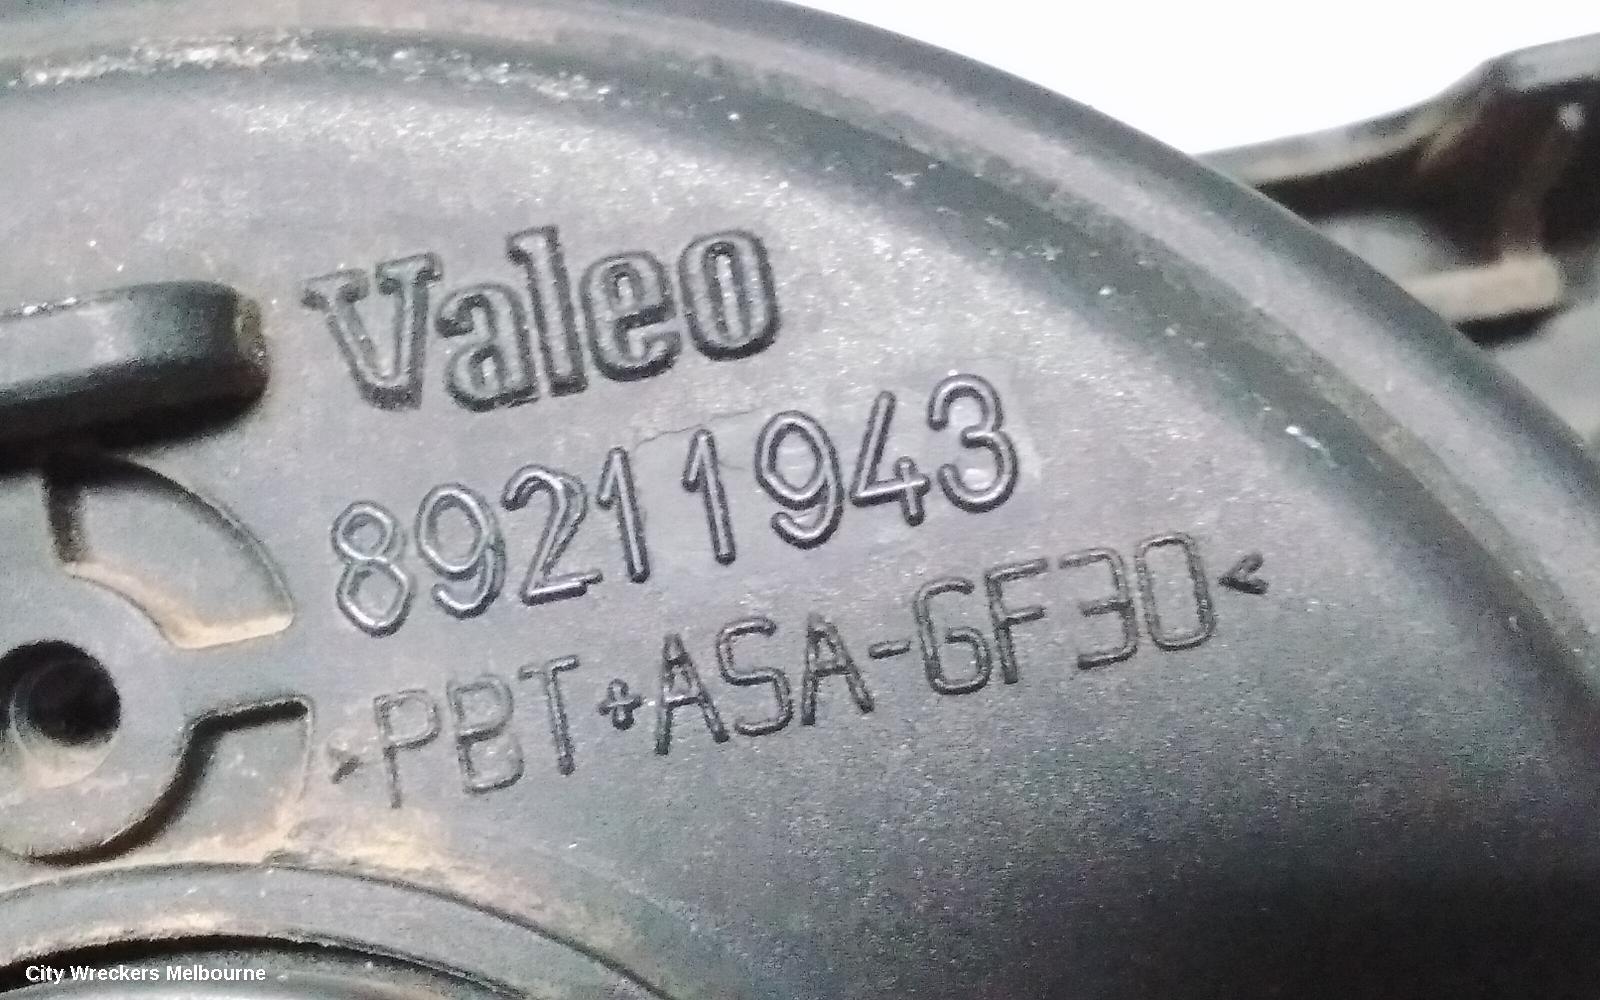 Valeo
89211943
>PBT+ASA-GF30<
City Wreckers Melbourne